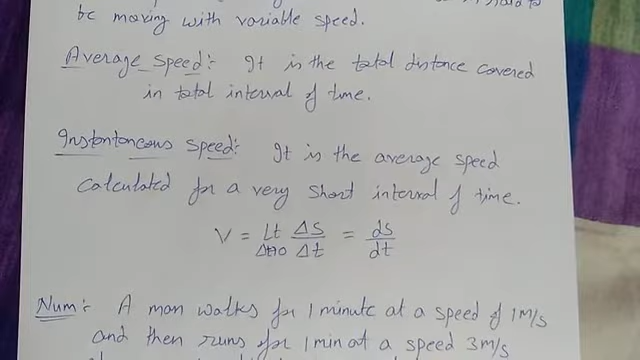 be moving with variable speed.
Average Speed:- It is the total distance covered
in total interval of time.
Instantaneous Speed:- It is the average speed
calculated for a very short interval of time.
V = Lt Δs/Δt = ds/dt
Δt→0
Num:- A man walks for 1 minute at a speed of 1 m/s
and then runs for 1 min at a speed 3 m/s